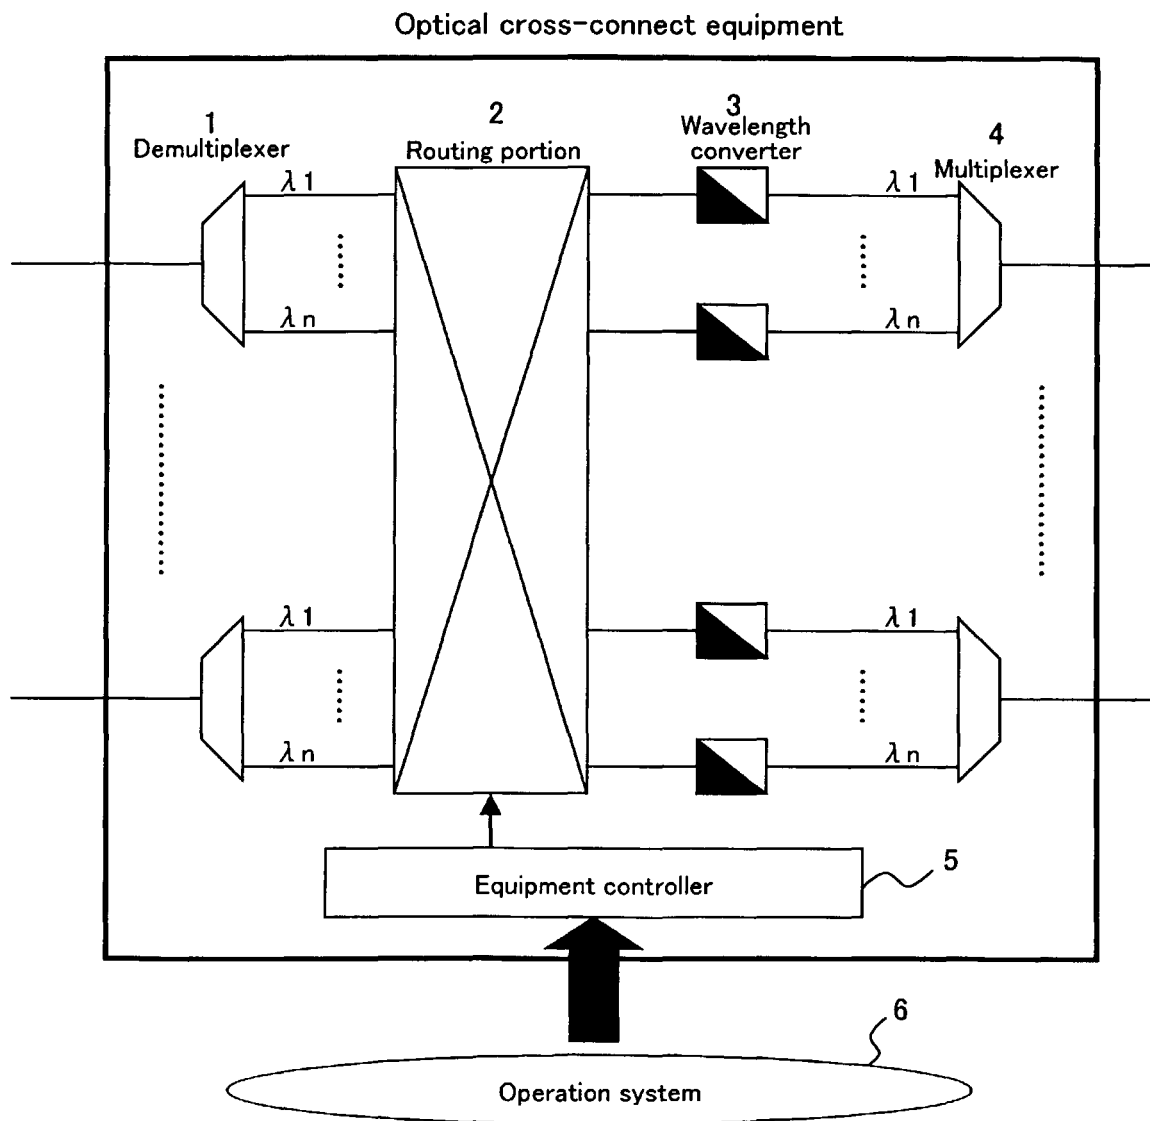 Optical cross-connect equipment
1
Demultiplexer
2
Routing portion
3
Wavelength
converter
4
Multiplexer
λ1
λ1
λn
λn
λ1
λ1
λn
λn
Equipment controller
5
6
Operation system